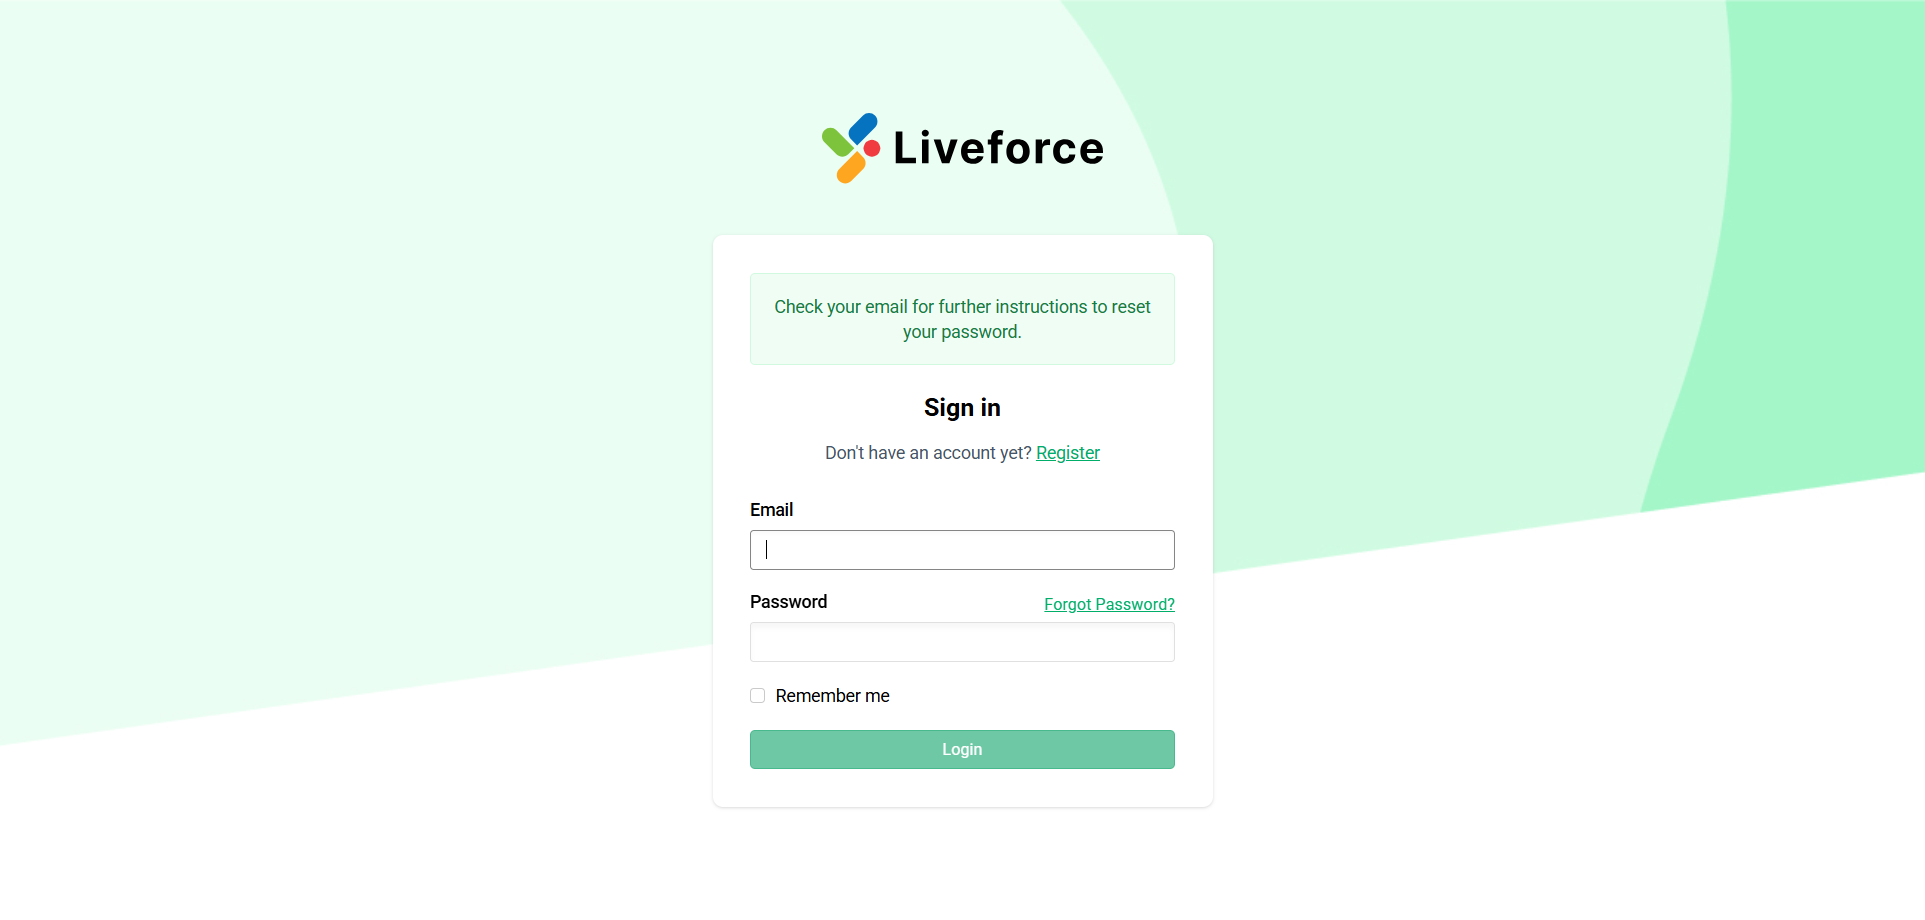 Liveforce
Check your email for further instructions to reset
your password.
Sign in
Don't have an account yet? Register
Email
Password
Forgot Password?
Remember me
Login